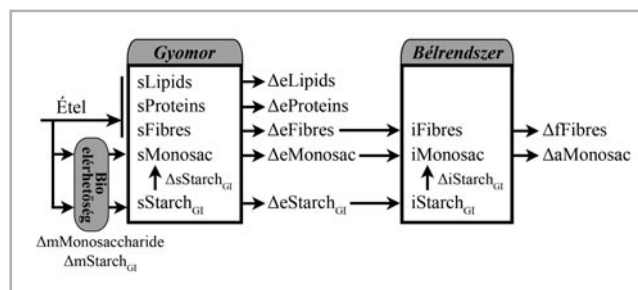 Gyomor
Bélrendszer
Étel
Bio
elérhetőség
ΔmMonosaccharide
ΔmStarchGI
sLipids
sProteins
sFibres
sMonosac
ΔsStarchGI
sStarchGI
ΔeLipids
ΔeProteins
ΔeFibres
ΔeMonosac
ΔeStarchGI
iFibres
iMonosac
ΔiStarchGI
iStarchGI
ΔfFibres
ΔaMonosac